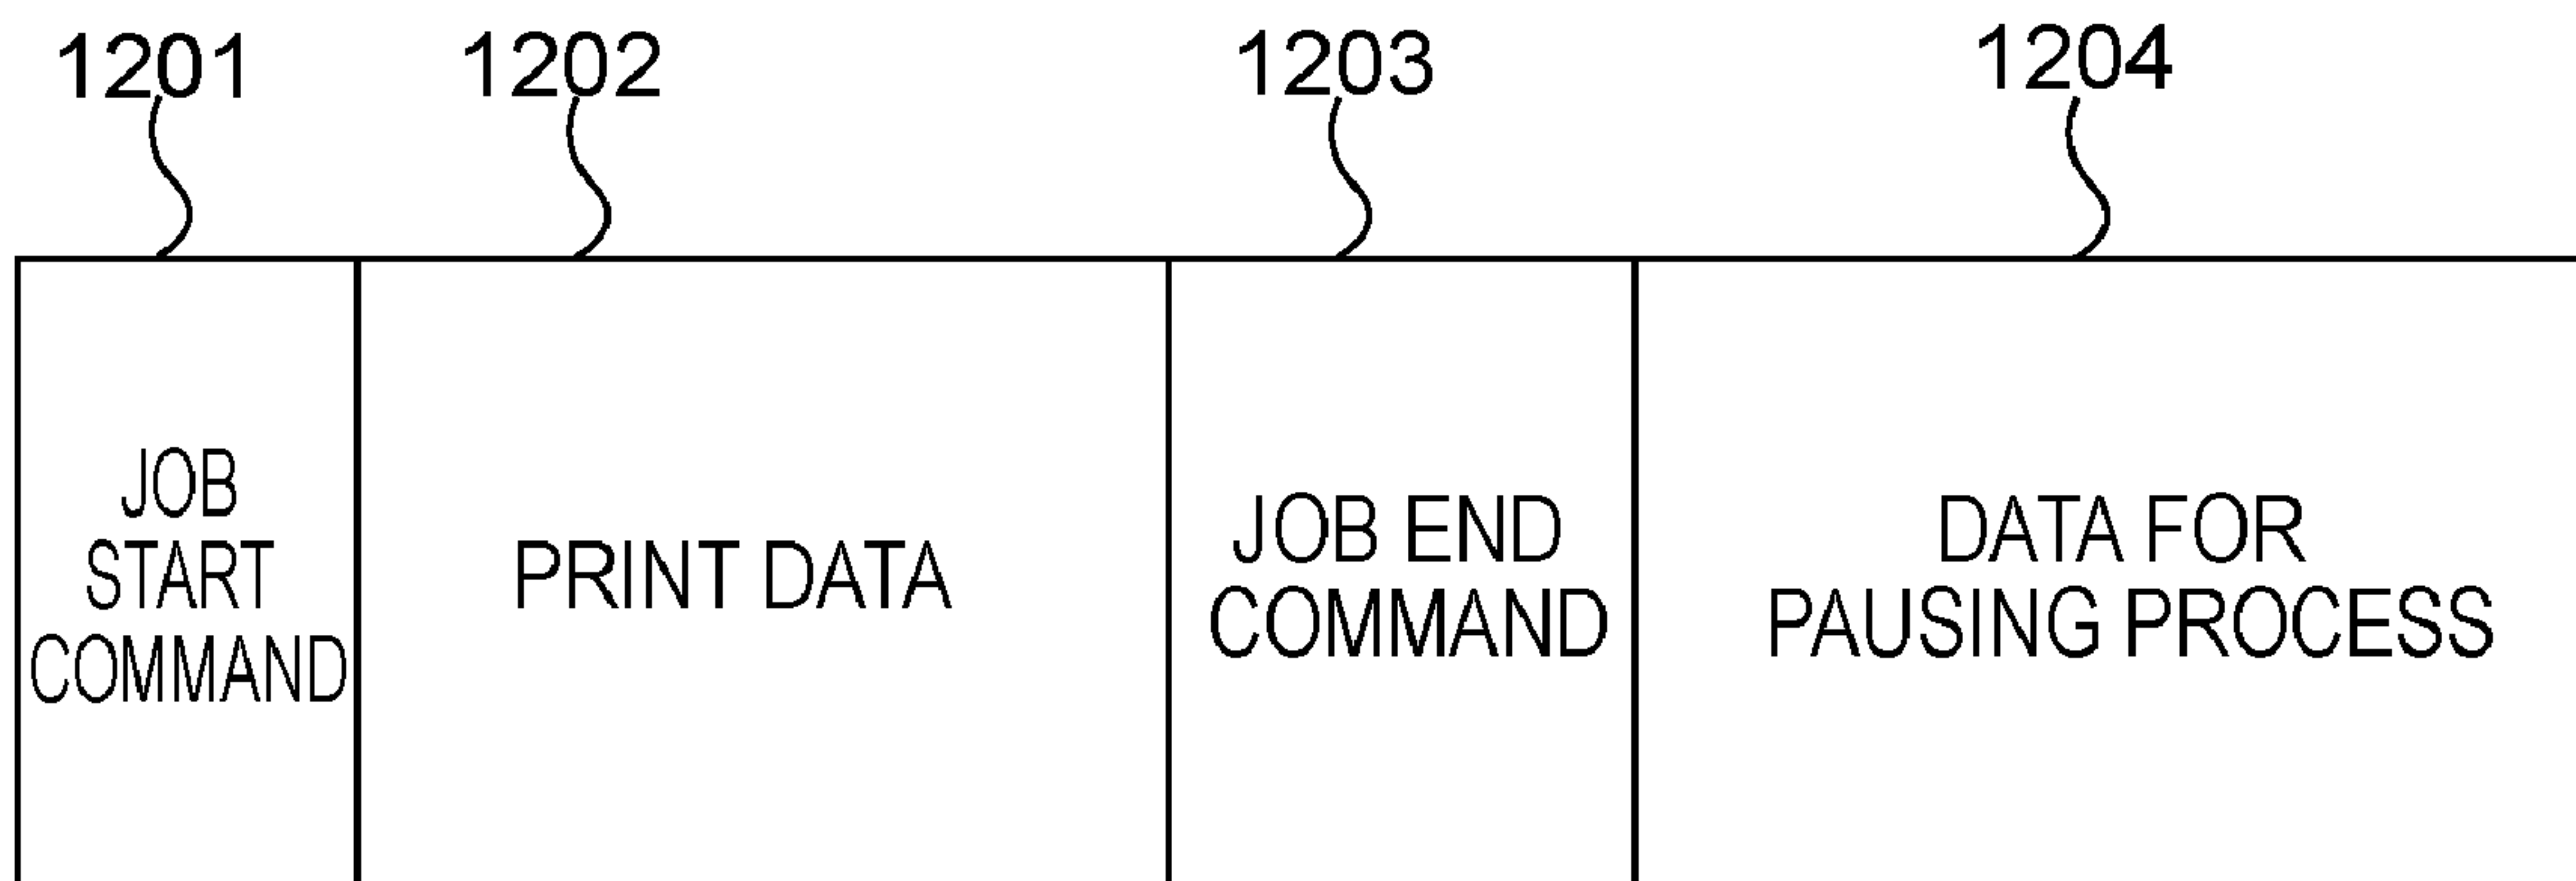 1201 1202 1203 1204
JOB
START
COMMAND
PRINT DATA
JOB END
COMMAND
DATA FOR
PAUSING PROCESS